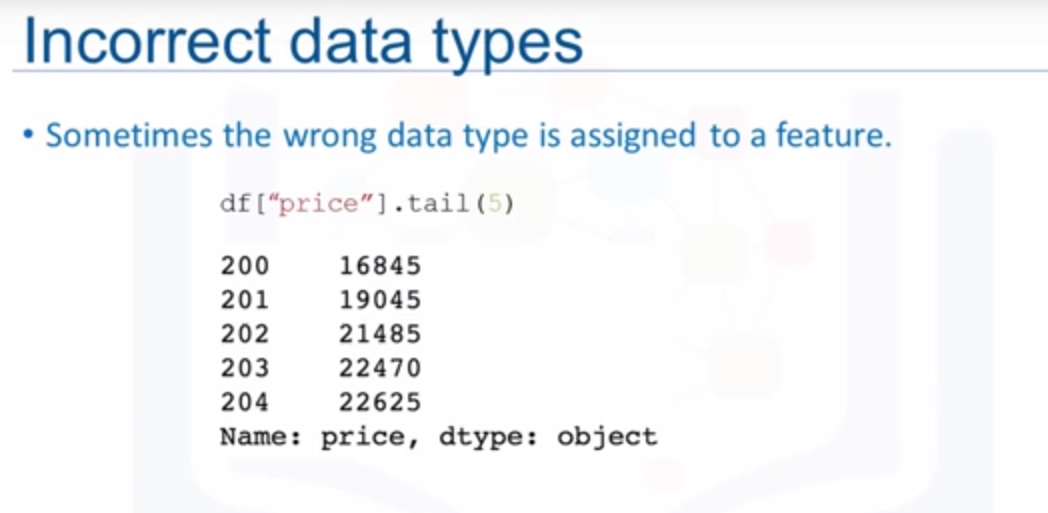 Incorrect data types
• Sometimes the wrong data type is assigned to a feature.
df[“price”].tail(5)
200 16845
201 19045
202 21485
203 22470
204 22625
Name: price, dtype: object